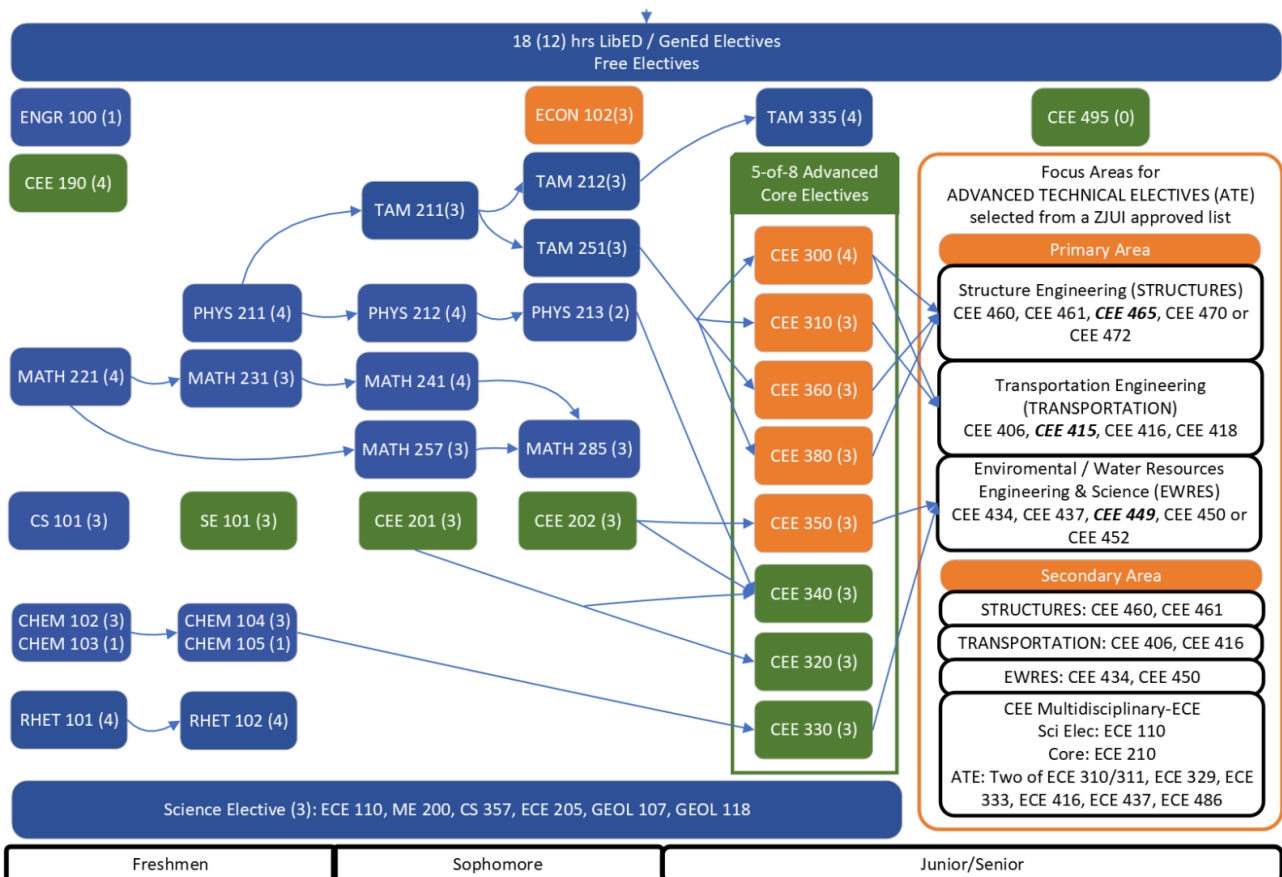 18 (12) hrs LibED / GenEd Electives
Free Electives
ENGR 100 (1)
ECON 102(3)
TAM 335 (4)
CEE 495 (0)
CEE 190 (4)
TAM 211(3)
TAM 212(3)
TAM 251(3)
PHYS 211 (4)
PHYS 212 (4)
PHYS 213 (2)
MATH 221 (4)
MATH 231 (3)
MATH 241 (4)
MATH 257 (3)
MATH 285 (3)
CS 101 (3)
SE 101 (3)
CEE 201 (3)
CEE 202 (3)
CHEM 102 (3)
CHEM 103 (1)
CHEM 104 (3)
CHEM 105 (1)
RHET 101 (4)
RHET 102 (4)
5-of-8 Advanced
Core Electives
CEE 300 (4)
CEE 310 (3)
CEE 360 (3)
CEE 380 (3)
CEE 350 (3)
CEE 340 (3)
CEE 320 (3)
CEE 330 (3)
Focus Areas for
ADVANCED TECHNICAL ELECTIVES (ATE)
selected from a ZJUI approved list
Primary Area
Structure Engineering (STRUCTURES)
CEE 460, CEE 461, CEE 465, CEE 470 or
CEE 472
Transportation Engineering
(TRANSPORTATION)
CEE 406, CEE 415, CEE 416, CEE 418
Enviromental / Water Resources
Engineering & Science (EWRES)
CEE 434, CEE 437, CEE 449, CEE 450 or
CEE 452
Secondary Area
STRUCTURES: CEE 460, CEE 461
TRANSPORTATION: CEE 406, CEE 416
EWRES: CEE 434, CEE 450
CEE Multidisciplinary-ECE
Sci Elec: ECE 110
Core: ECE 210
ATE: Two of ECE 310/311, ECE 329, ECE
333, ECE 416, ECE 437, ECE 486
Science Elective (3): ECE 110, ME 200, CS 357, ECE 205, GEOL 107, GEOL 118
Freshmen
Sophomore
Junior/Senior